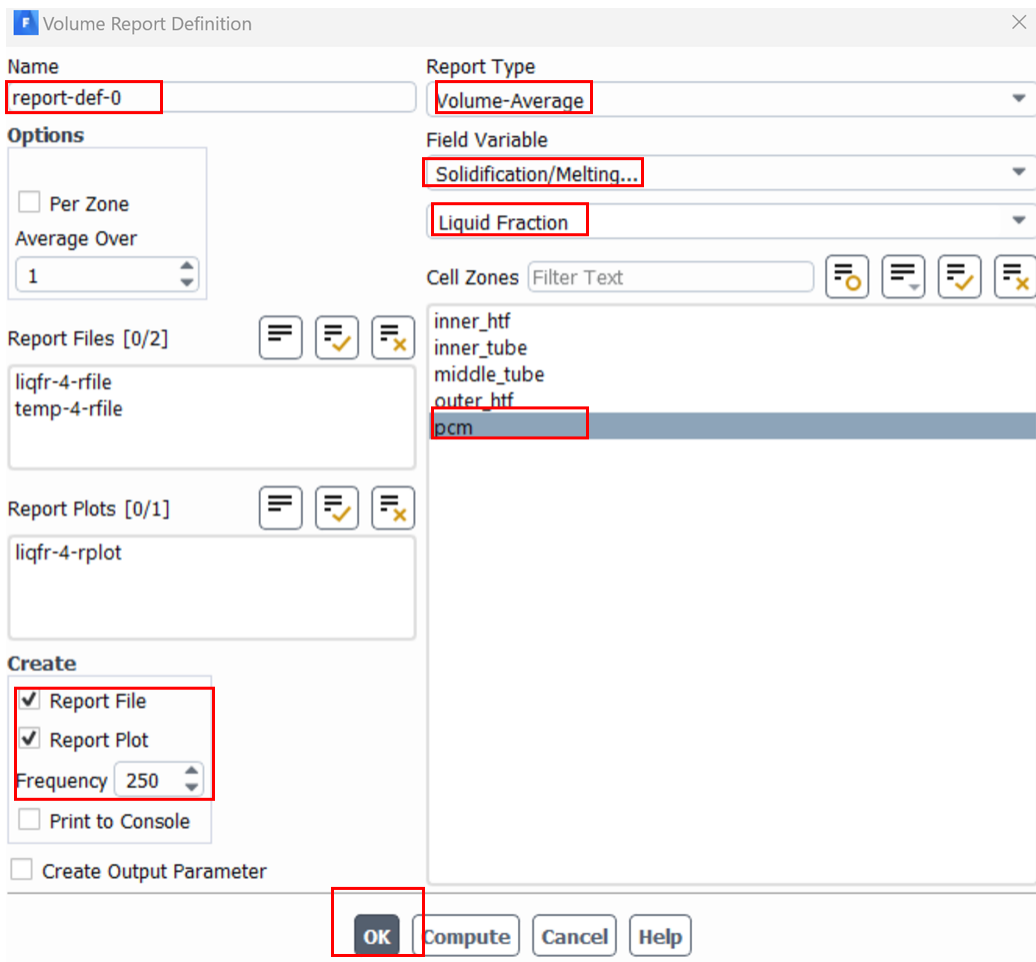 F Volume Report Definition
Name
report-def-0
Options
Per Zone
Average Over
1
Report Files [0/2]
liqfr-4-rfile
temp-4-rfile
Report Plots [0/1]
liqfr-4-rplot
Create
Report File
Report Plot
Frequency 250
Print to Console
Create Output Parameter
Report Type
Volume-Average
Field Variable
Solidification/Melting...
Liquid Fraction
Cell Zones Filter Text
inner_htf
inner_tube
middle_tube
outer_htf
pcm
OK Compute Cancel Help